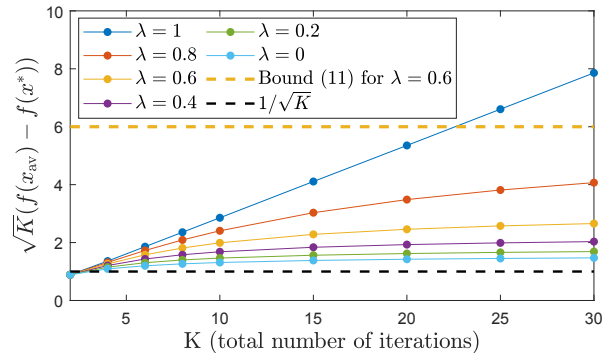 10
8
6
4
2
0
√K(f(x_av) − f(x*))
λ = 1
λ = 0.8
λ = 0.6
λ = 0.4
λ = 0.2
λ = 0
Bound (11) for λ = 0.6
1/√K
5 10 15 20 25 30
K (total number of iterations)